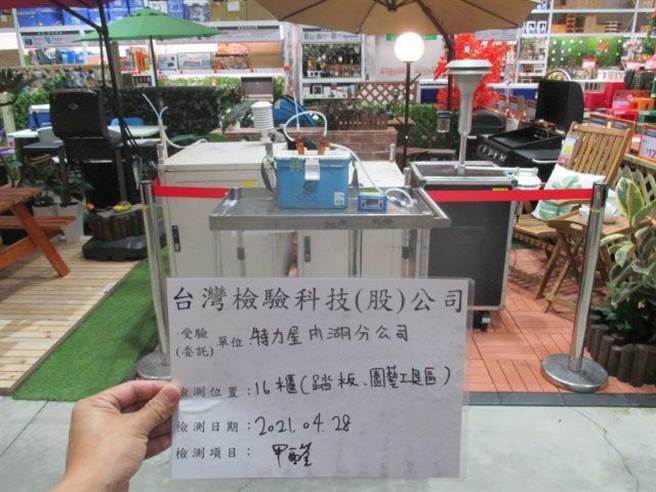 台灣檢驗科技(股)公司
受驗(委託)單位：特力屋內湖分公司
檢測位置：16櫃(踏板、園藝工具區)
檢測日期：2021.04.28
檢測項目：甲醛